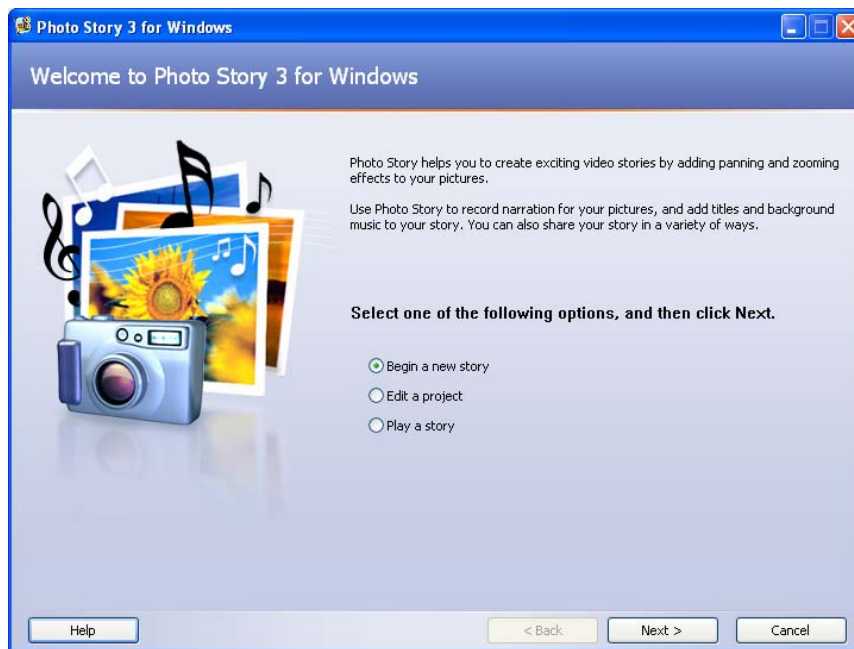 Photo Story 3 for Windows
Welcome to Photo Story 3 for Windows
Photo Story helps you to create exciting video stories by adding panning and zooming
effects to your pictures.
Use Photo Story to record narration for your pictures, and add titles and background
music to your story. You can also share your story in a variety of ways.
Select one of the following options, and then click Next.
Begin a new story
Edit a project
Play a story
Help
< Back
Next >
Cancel